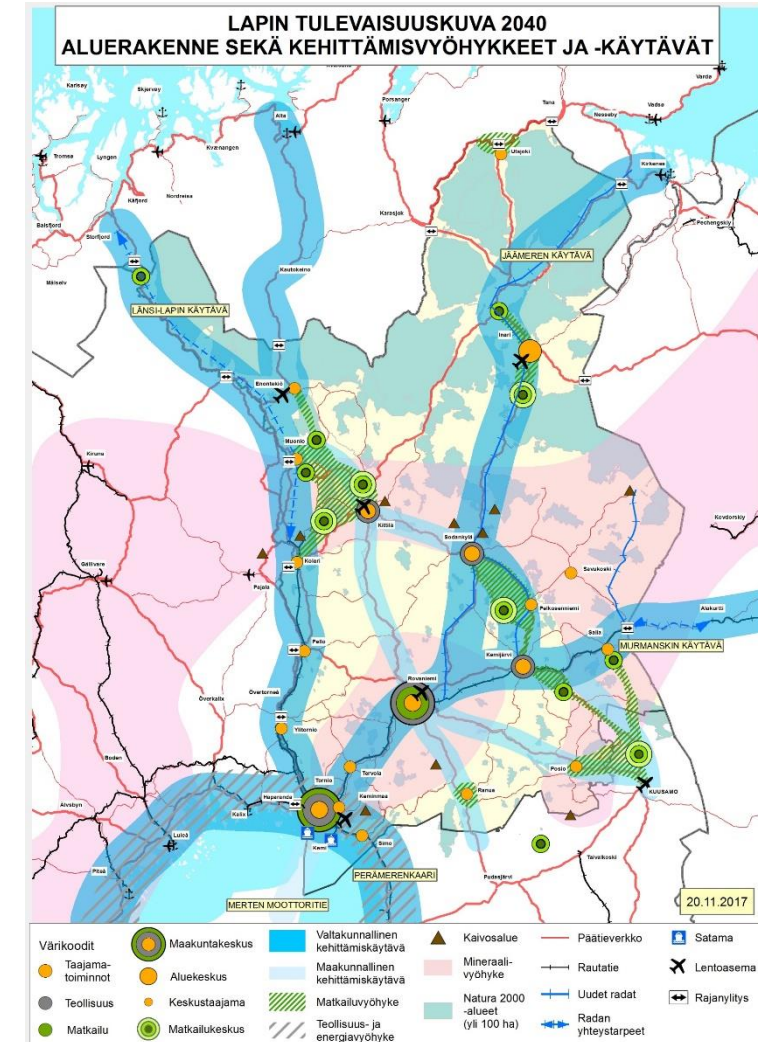 LAPIN TULEVAISUUSKUVA 2040
ALUERAKENNE SEKÄ KEHITTÄMISVYÖHYKKEET JA -KÄYTÄVÄT
Karlsøy
Skjervøy
Tromsø
Lyngen
Kvænangen
Alta
Porsanger
Tana
Nesseby
Vadsø
Vardø
Balsfjord
Storfjord
Kåfjord
Nordreisa
Målselv
Karasjok
Utsjoki
Kirkenes
Pechengskiy
Kautokeino
JÄÄMEREN KÄYTÄVÄ
LÄNSI-LAPIN KÄYTÄVÄ
Inari
Enontekiö
Muonio
Kiruna
Kittilä
Kovdorskiy
Sodankylä
Savukoski
Gällivare
Pajala
Kolari
Pelkosenniemi
Alakurtti
Salla
MURMANSKIN KÄYTÄVÄ
Pello
Kemijärvi
Rovaniemi
Överkalix
Övertorneå
Ylitornio
Boden
Tervola
Posio
KUUSAMO
Tornio
Haparanda
Keminmaa
Ranua
Älvsbyn
Kalix
Luleå
Kemi
Simo
Piteå
Pudasjärvi
Taivalkoski
PERÄMERENKAARI
MERTEN MOOTTORITIE
20.11.2017
Värikoodit
Taajama-
toiminnot
Teollisuus
Matkailu
Maakuntakeskus
Aluekeskus
Keskustaajama
Matkailukeskus
Valtakunnallinen
kehittämiskäytävä
Maakunnallinen
kehittämiskäytävä
Matkailuvyöhyke
Teollisuus- ja
energiavyöhyke
Kaivosalue
Mineraali-
vyöhyke
Natura 2000
-alueet
(yli 100 ha)
Päätieverkko
Rautatie
Uudet radat
Radan
yhteystarpeet
Satama
Lentoasema
Rajanylitys